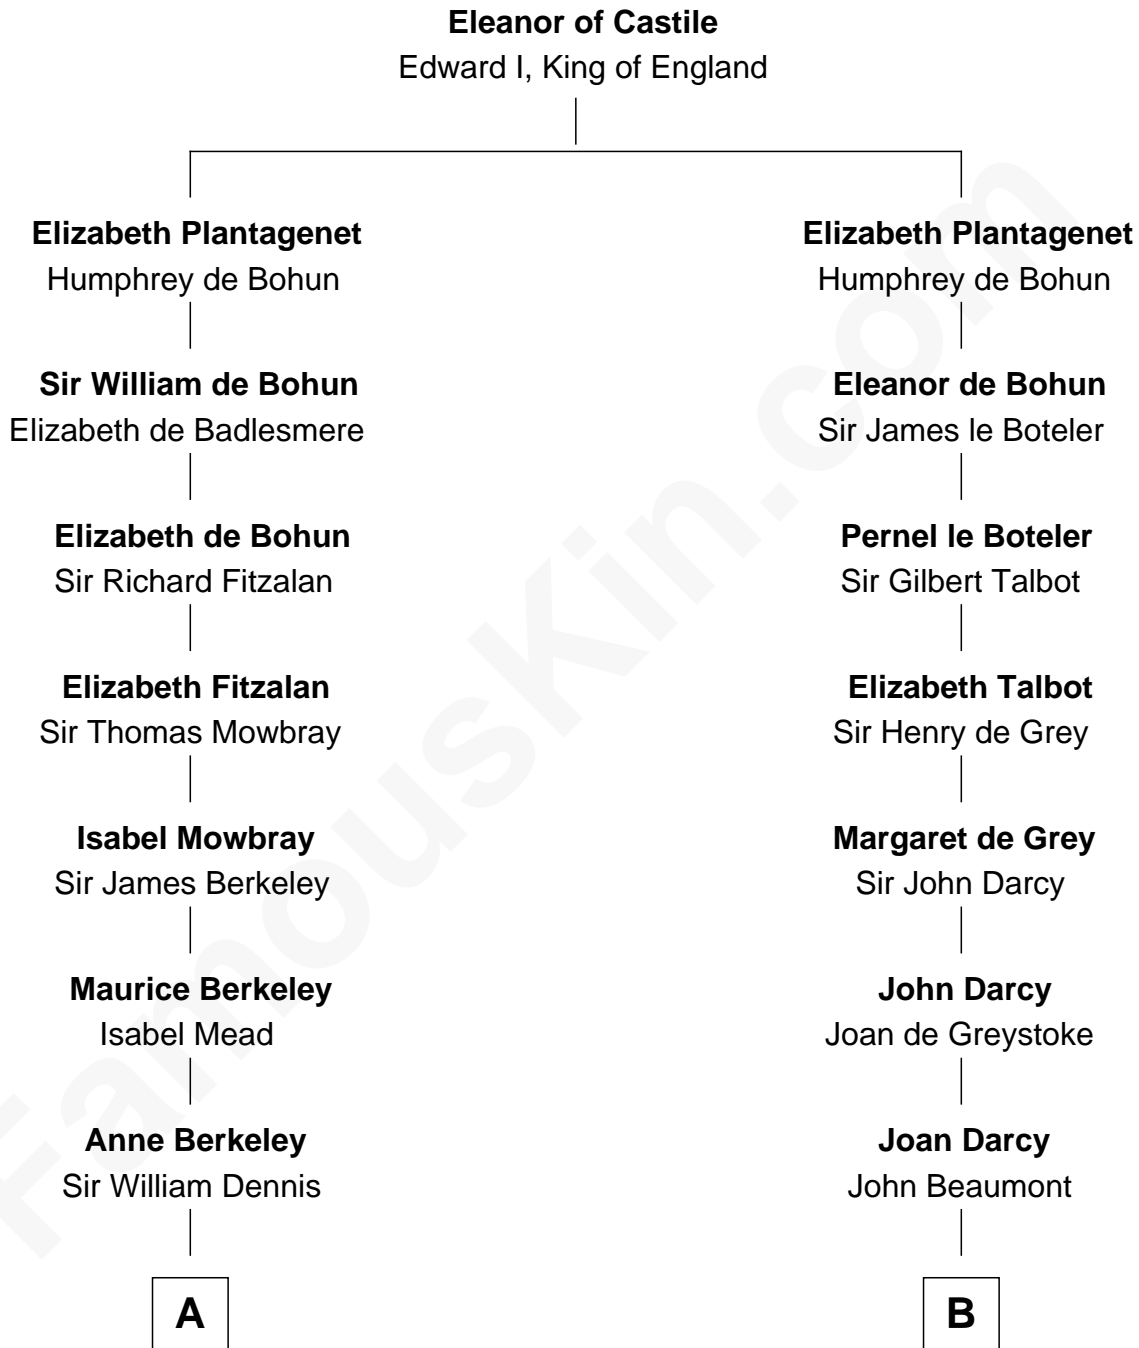 Eleanor of Castile
Edward I, King of England
Elizabeth Plantagenet
Humphrey de Bohun
Sir William de Bohun
Elizabeth de Badlesmere
Elizabeth de Bohun
Sir Richard Fitzalan
Elizabeth Fitzalan
Sir Thomas Mowbray
Isabel Mowbray
Sir James Berkeley
Maurice Berkeley
Isabel Mead
Anne Berkeley
Sir William Dennis
A
Elizabeth Plantagenet
Humphrey de Bohun
Eleanor de Bohun
Sir James le Boteler
Pernel le Boteler
Sir Gilbert Talbot
Elizabeth Talbot
Sir Henry de Grey
Margaret de Grey
Sir John Darcy
John Darcy
Joan de Greystoke
Joan Darcy
John Beaumont
B
FamousKin.com